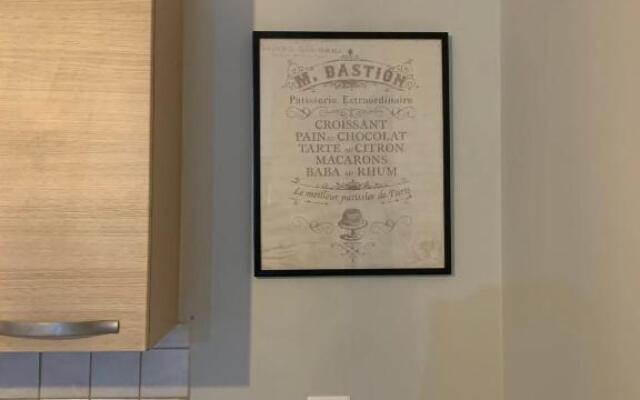 M. BASTION
Patisserie Extraordinaire
CROISSANT
PAIN AU CHOCOLAT
TARTE AU CITRON
MACARONS
BABA AU RHUM
Le meilleur patissier de Paris